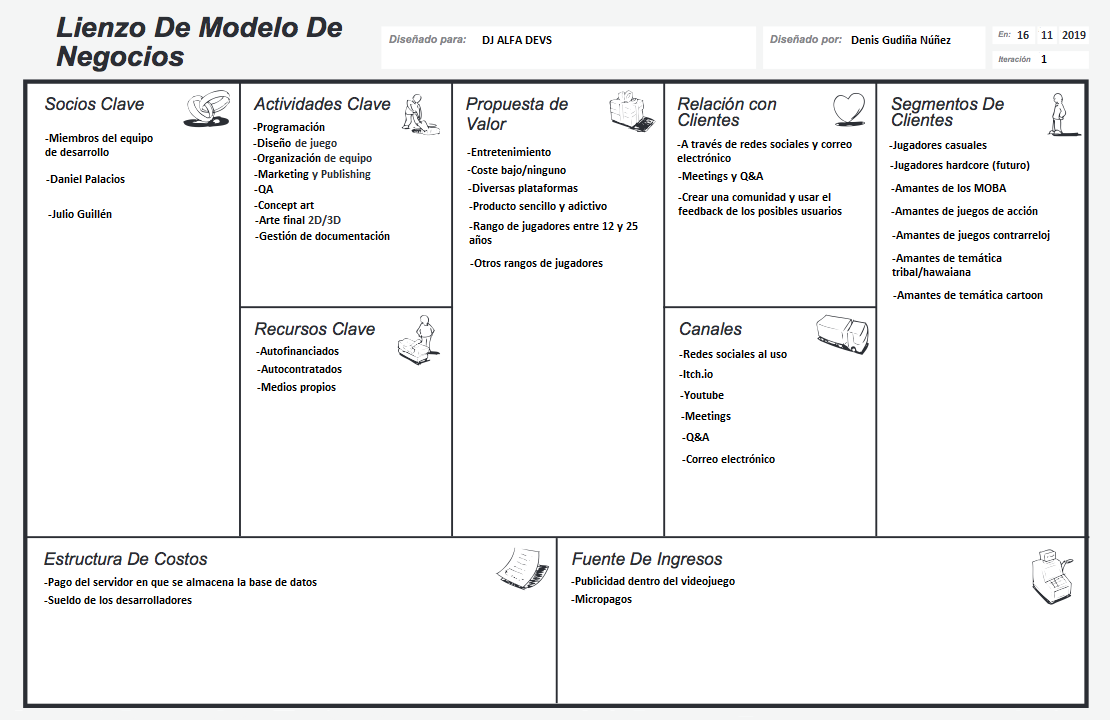 Lienzo De Modelo De
Negocios
Diseñado para: DJ ALFA DEVS
Diseñado por: Denis Gudiña Núñez
En: 16 11 2019
Iteración 1
Socios Clave
-Miembros del equipo
de desarrollo
-Daniel Palacios
-Julio Guillén
Actividades Clave
-Programación
-Diseño de juego
-Organización de equipo
-Marketing y Publishing
-QA
-Concept art
-Arte final 2D/3D
-Gestión de documentación
Recursos Clave
-Autofinanciados
-Autocontratados
-Medios propios
Propuesta de
Valor
-Entretenimiento
-Coste bajo/ninguno
-Diversas plataformas
-Producto sencillo y adictivo
-Rango de jugadores entre 12 y 25
años
-Otros rangos de jugadores
Relación con
Clientes
-A través de redes sociales y correo
electrónico
-Meetings y Q&A
-Crear una comunidad y usar el
feedback de los posibles usuarios
Canales
-Redes sociales al uso
-Itch.io
-Youtube
-Meetings
-Q&A
-Correo electrónico
Segmentos De
Clientes
-Jugadores casuales
-Jugadores hardcore (futuro)
-Amantes de los MOBA
-Amantes de juegos de acción
-Amantes de juegos contrarreloj
-Amantes de temática
tribal/hawaiana
-Amantes de temática cartoon
Estructura De Costos
-Pago del servidor en que se almacena la base de datos
-Sueldo de los desarrolladores
Fuente De Ingresos
-Publicidad dentro del videojuego
-Micropagos